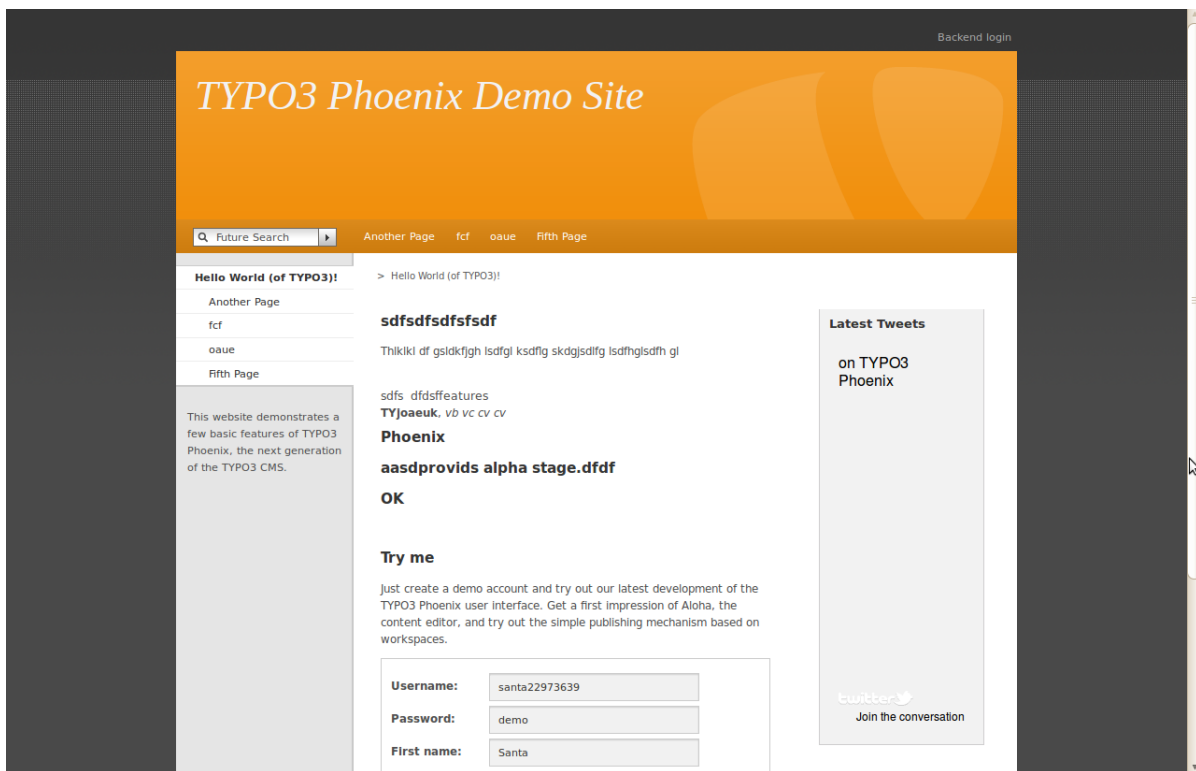 Backend login
TYPO3 Phoenix Demo Site
Future Search
Another Page fcf oaue Fifth Page
Hello World (of TYPO3)!
Another Page
fcf
oaue
Fifth Page
This website demonstrates a
few basic features of TYPO3
Phoenix, the next generation
of the TYPO3 CMS.
> Hello World (of TYPO3)!
sdfsdfsdfsfsdf
Thlklkl df gsldkfjgh lsdfgl ksdflg skdgjsdlfg lsdfhglsdfh gl
sdfs dfdsffeatures
TYjoaeuk, vb vc cv cv
Phoenix
aasdprovids alpha stage.dfdf
OK
Try me
Just create a demo account and try out our latest development of the
TYPO3 Phoenix user interface. Get a first impression of Aloha, the
content editor, and try out the simple publishing mechanism based on
workspaces.
Username: santa22973639
Password: demo
First name: Santa
Latest Tweets
on TYPO3
Phoenix
twitter
Join the conversation